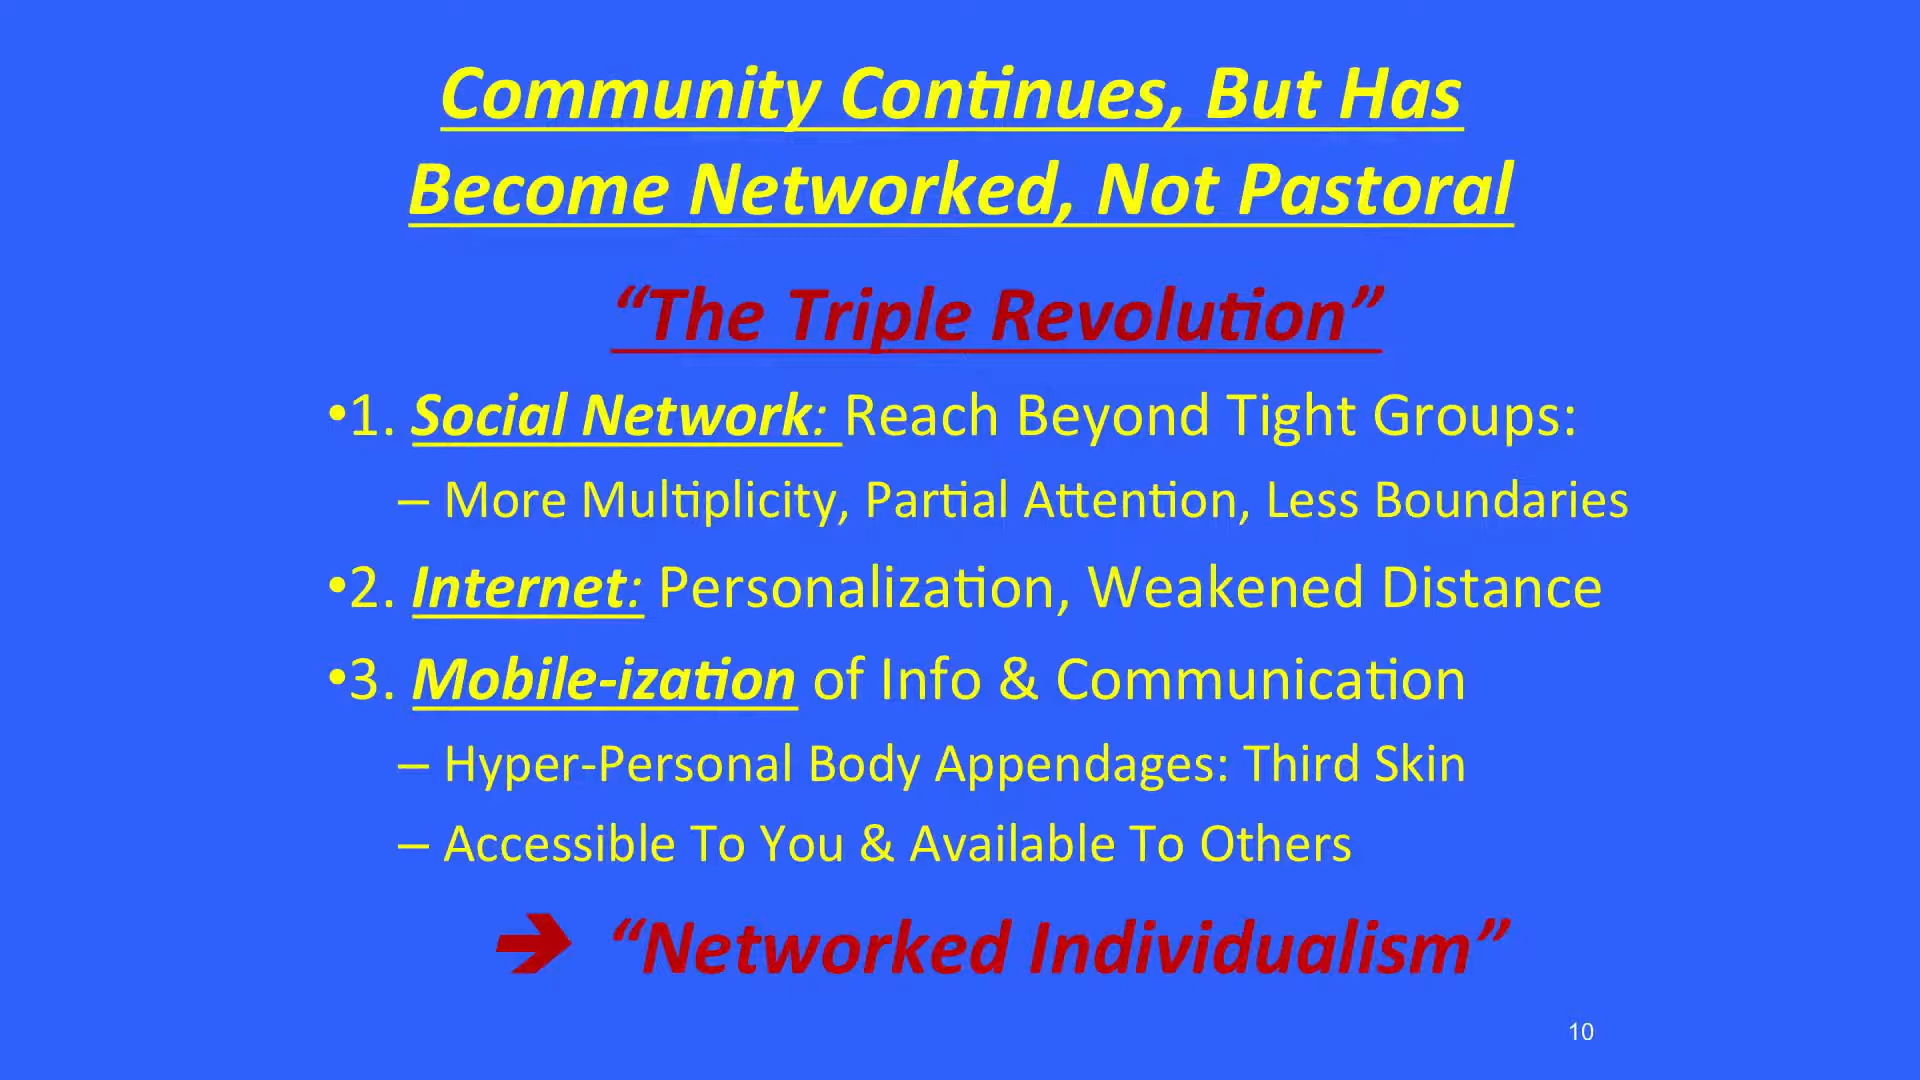 Community Continues, But Has
Become Networked, Not Pastoral
“The Triple Revolution”
•1. Social Network: Reach Beyond Tight Groups:
– More Multiplicity, Partial Attention, Less Boundaries
•2. Internet: Personalization, Weakened Distance
•3. Mobile-ization of Info & Communication
– Hyper-Personal Body Appendages: Third Skin
– Accessible To You & Available To Others
➔ “Networked Individualism”
10